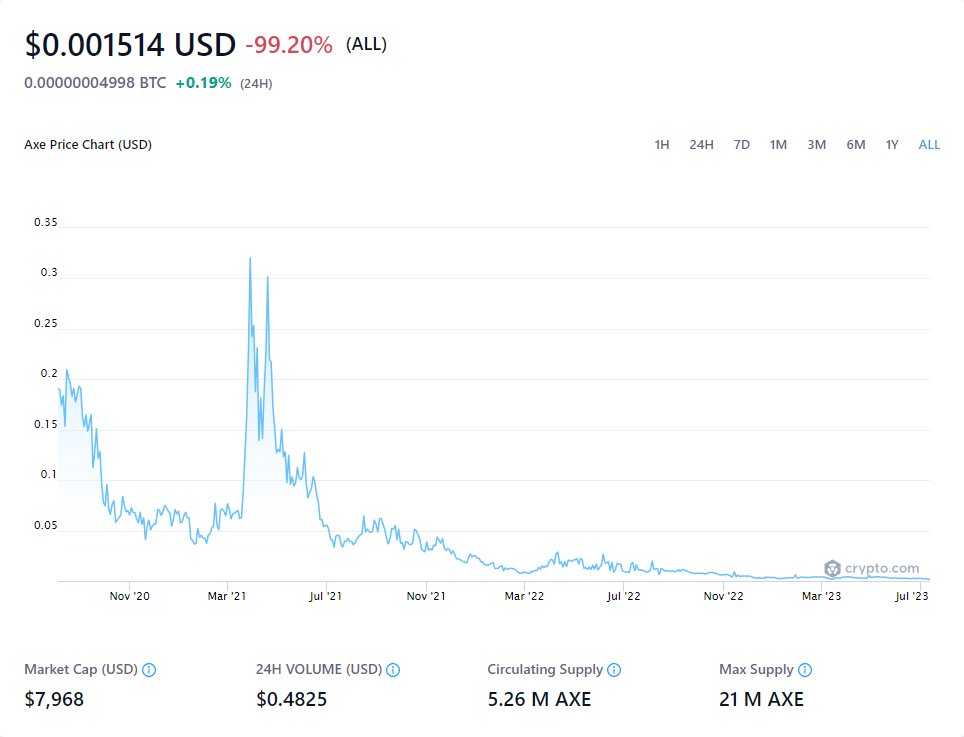 $0.001514 USD -99.20% (ALL)
0.00000004998 BTC +0.19% (24H)
Axe Price Chart (USD) 1H 24H 7D 1M 3M 6M 1Y ALL
0.35
0.3
0.25
0.2
0.15
0.1
0.05
crypto.com
Nov '20 Mar '21 Jul '21 Nov '21 Mar '22 Jul '22 Nov '22 Mar '23 Jul '23
Market Cap (USD) 24H VOLUME (USD) Circulating Supply Max Supply
$7,968 $0.4825 5.26 M AXE 21 M AXE